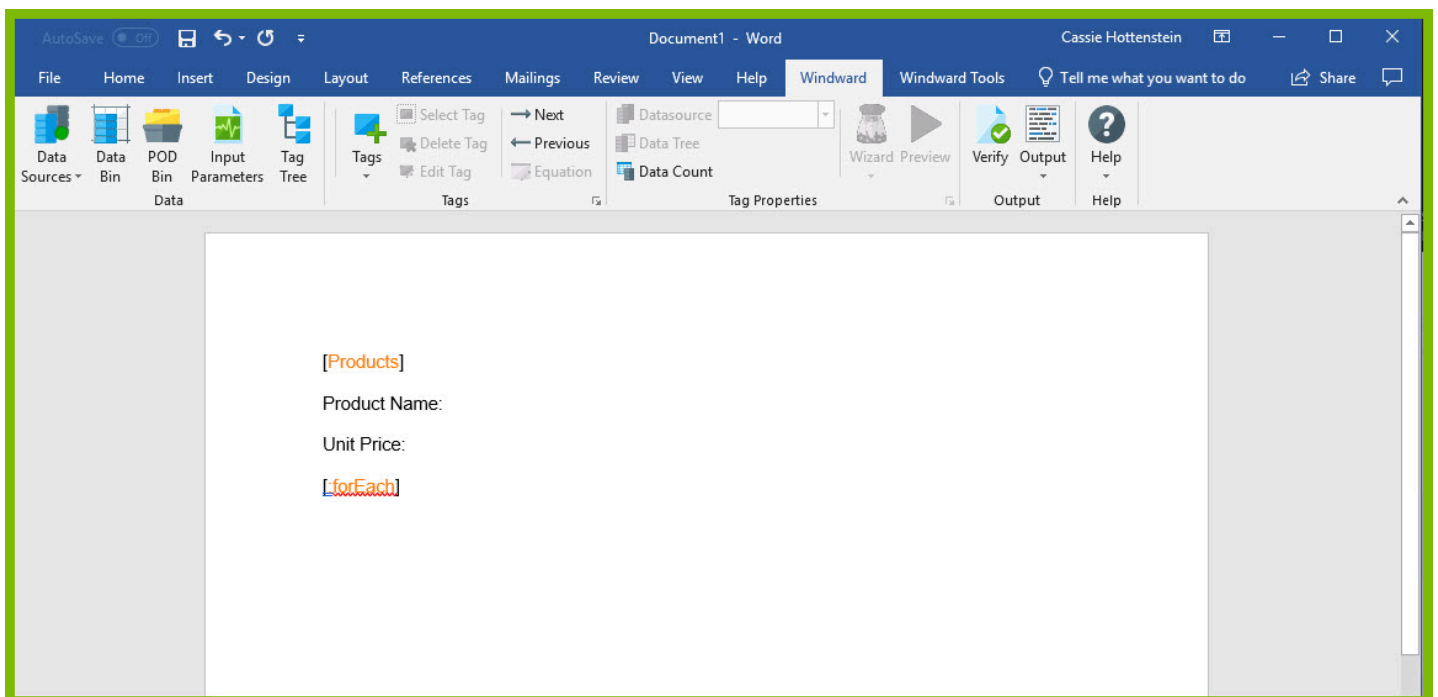 AutoSave Off Document1 - Word Cassie Hottenstein
File Home Insert Design Layout References Mailings Review View Help Windward Windward Tools Tell me what you want to do Share
Data Sources
Data Bin
POD Bin
Input Parameters
Tag Tree
Data
Tags
Select Tag
Delete Tag
Edit Tag
Next
Previous
Equation
Tags
Datasource
Data Tree
Data Count
Wizard
Preview
Tag Properties
Verify
Output
Output
Help
Help
[Products]
Product Name:
Unit Price:
[:forEach]